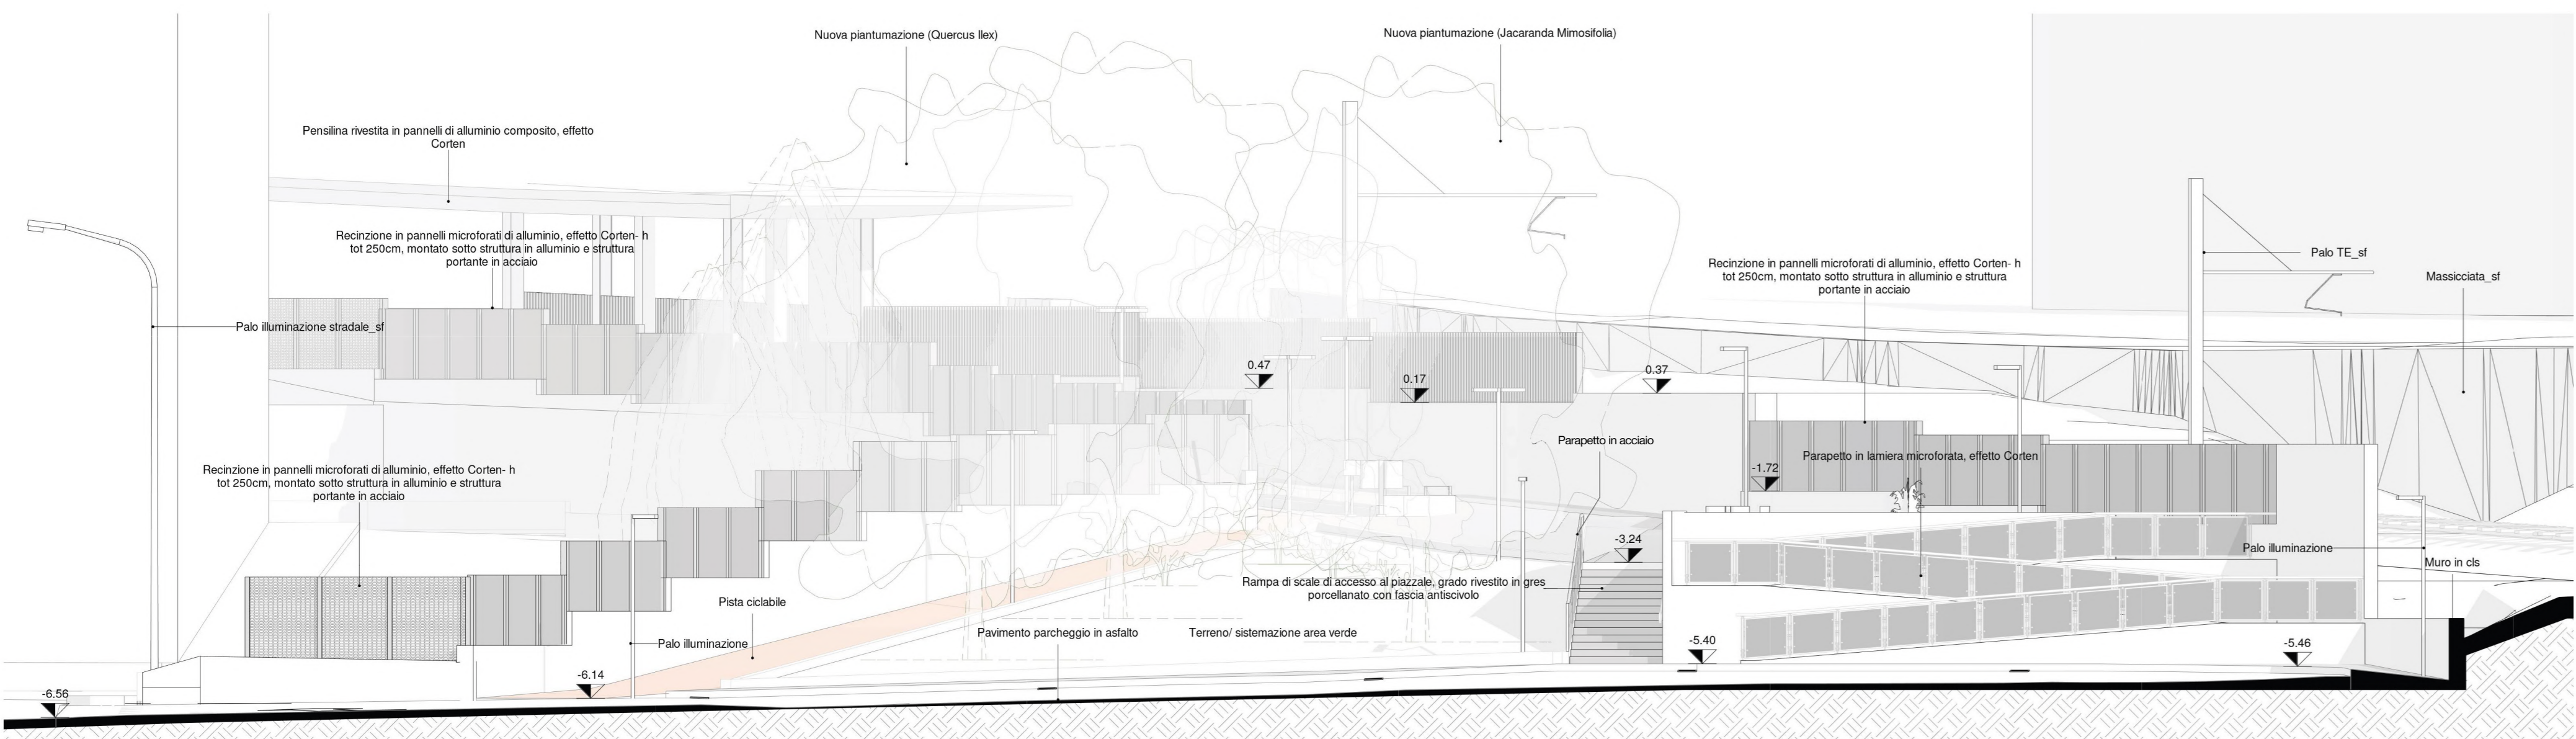 Nuova piantumazione (Quercus Ilex)
Nuova piantumazione (Jacaranda Mimosifolia)
Pensilina rivestita in pannelli di alluminio composito, effetto
Corten
Recinzione in pannelli microforati di alluminio, effetto Corten- h
tot 250cm, montato sotto struttura in alluminio e struttura
portante in acciaio
Palo TE_sf
Recinzione in pannelli microforati di alluminio, effetto Corten- h
tot 250cm, montato sotto struttura in alluminio e struttura
portante in acciaio
Massicciata_sf
Palo illuminazione stradale_sf
0.47
0.17
0.37
Parapetto in acciaio
Parapetto in lamiera microforata, effetto Corten
-1.72
Recinzione in pannelli microforati di alluminio, effetto Corten- h
tot 250cm, montato sotto struttura in alluminio e struttura
portante in acciaio
-3.24
Palo illuminazione
Muro in cls
Rampa di scale di accesso al piazzale, grado rivestito in gres
porcellanato con fascia antiscivolo
Pista ciclabile
Pavimento parcheggio in asfalto
Terreno/ sistemazione area verde
Palo illuminazione
-5.40
-5.46
-6.14
-6.56